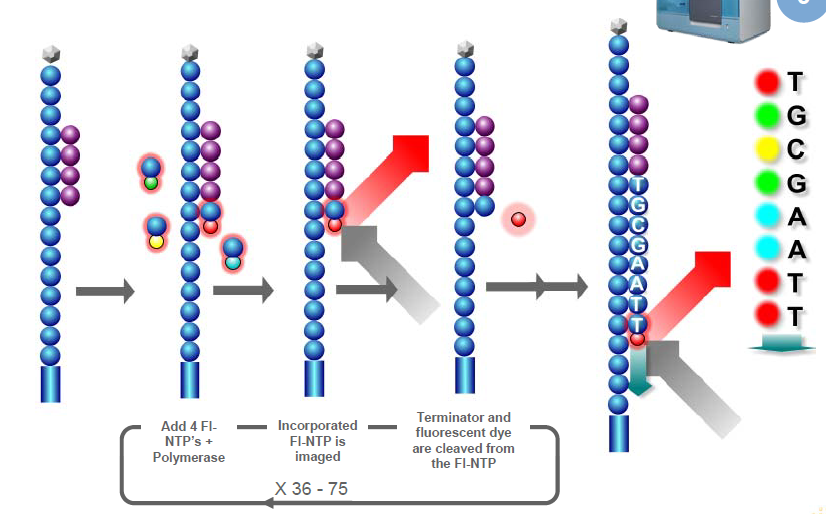 T
G
C
G
A
A
T
T
T
G
C
G
A
A
T
T
Add 4 Fl-
NTP's +
Polymerase
Incorporated
Fl-NTP is
imaged
Terminator and
fluorescent dye
are cleaved from
the Fl-NTP
X 36 - 75